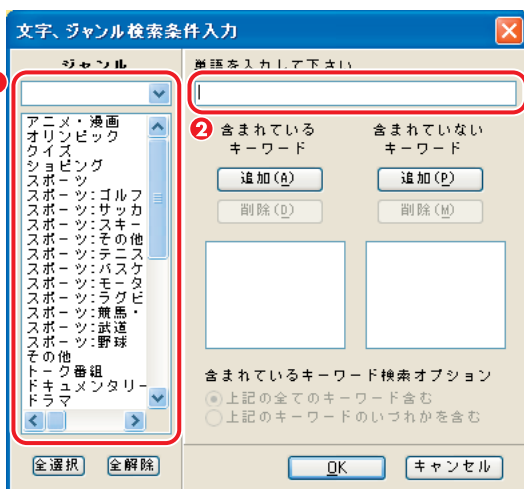 文字、ジャンル検索条件入力
ジャンル
単語を入力して下さい
アニメ・漫画
オリンピック
クイズ
ショピング
スポーツ
スポーツ:ゴルフ
スポーツ:サッカ
スポーツ:スキー
スポーツ:その他
スポーツ:テニス
スポーツ:バスケ
スポーツ:モータ
スポーツ:ラグビ
スポーツ:競馬・
スポーツ:武道
スポーツ:野球
その他
トーク番組
ドキュメンタリー
ドラマ
全選択 全解除
2
含まれている
キーワード
含まれていない
キーワード
追加(A) 追加(P)
削除(D) 削除(M)
含まれているキーワード検索オプション
上記の全てのキーワード含む
上記のキーワードのいづれかを含む
OK キャンセル